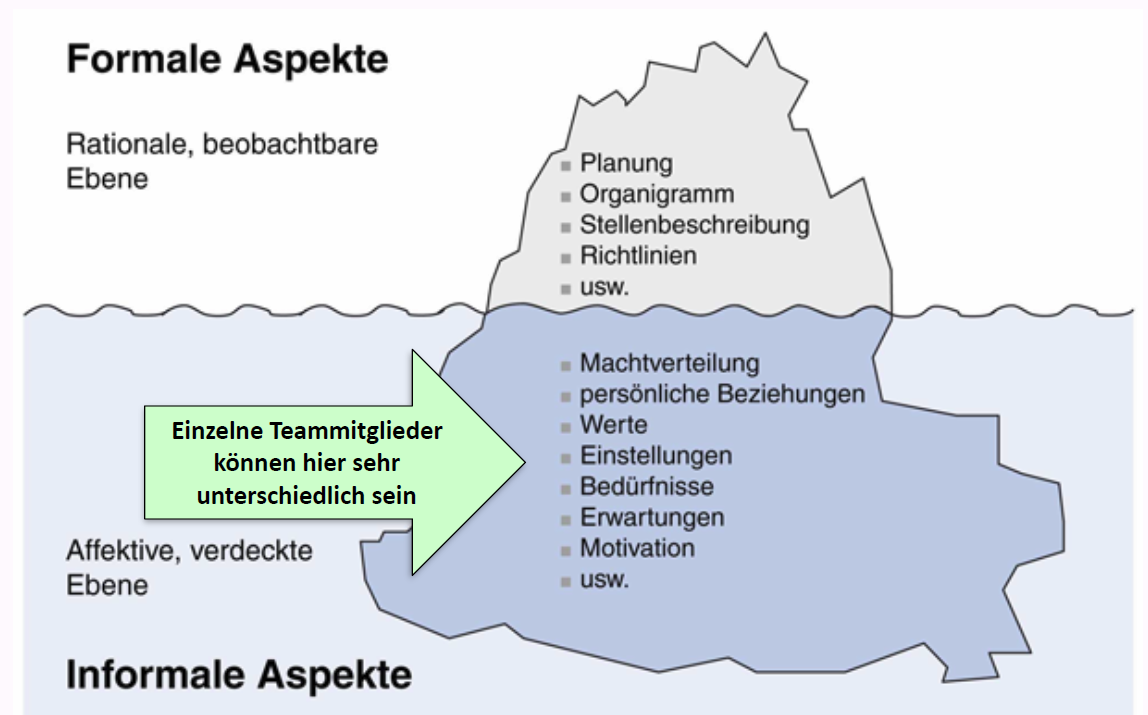 Formale Aspekte
Rationale, beobachtbare
Ebene
▪ Planung
▪ Organigramm
▪ Stellenbeschreibung
▪ Richtlinien
▪ usw.
▪ Machtverteilung
▪ persönliche Beziehungen
▪ Werte
▪ Einstellungen
▪ Bedürfnisse
▪ Erwartungen
▪ Motivation
▪ usw.
Einzelne Teammitglieder
können hier sehr
unterschiedlich sein
Affektive, verdeckte
Ebene
Informale Aspekte